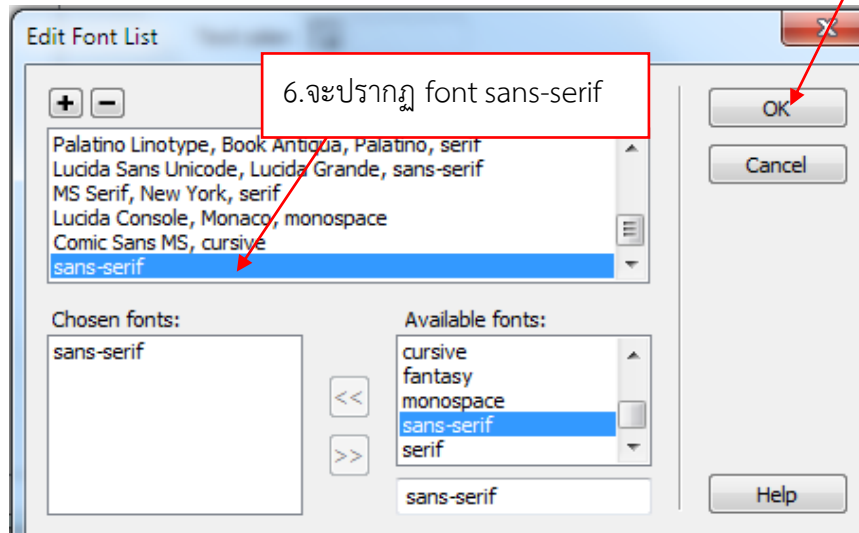 Edit Font List
6.จะปรากฏ font sans-serif
Palatino Linotype, Book Antiqua, Palatino, serif
Lucida Sans Unicode, Lucida Grande, sans-serif
MS Serif, New York, serif
Lucida Console, Monaco, monospace
Comic Sans MS, cursive
sans-serif
OK
Cancel
Chosen fonts:
sans-serif
<<
>>
Available fonts:
cursive
fantasy
monospace
sans-serif
serif
sans-serif
Help